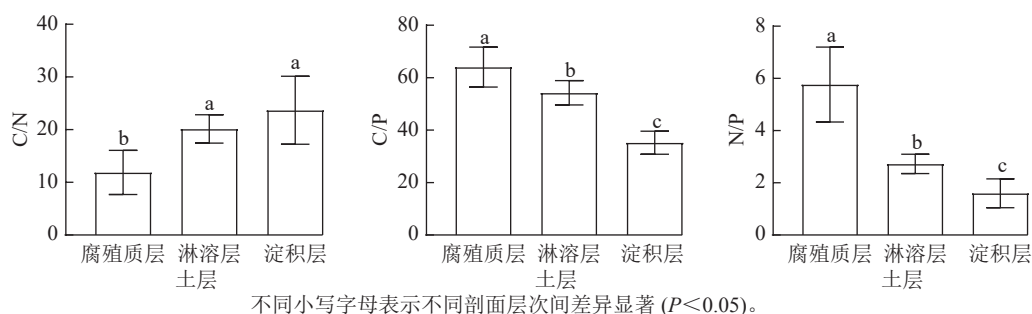 40
30
20
10
0
C/N
b
a
a
腐殖质层 淋溶层 淀积层
土层
80
60
40
20
0
C/P
a
b
c
腐殖质层 淋溶层 淀积层
土层
8
6
4
2
0
N/P
a
b
c
腐殖质层 淋溶层 淀积层
土层
不同小写字母表示不同剖面层次间差异显著 (P＜0.05)。